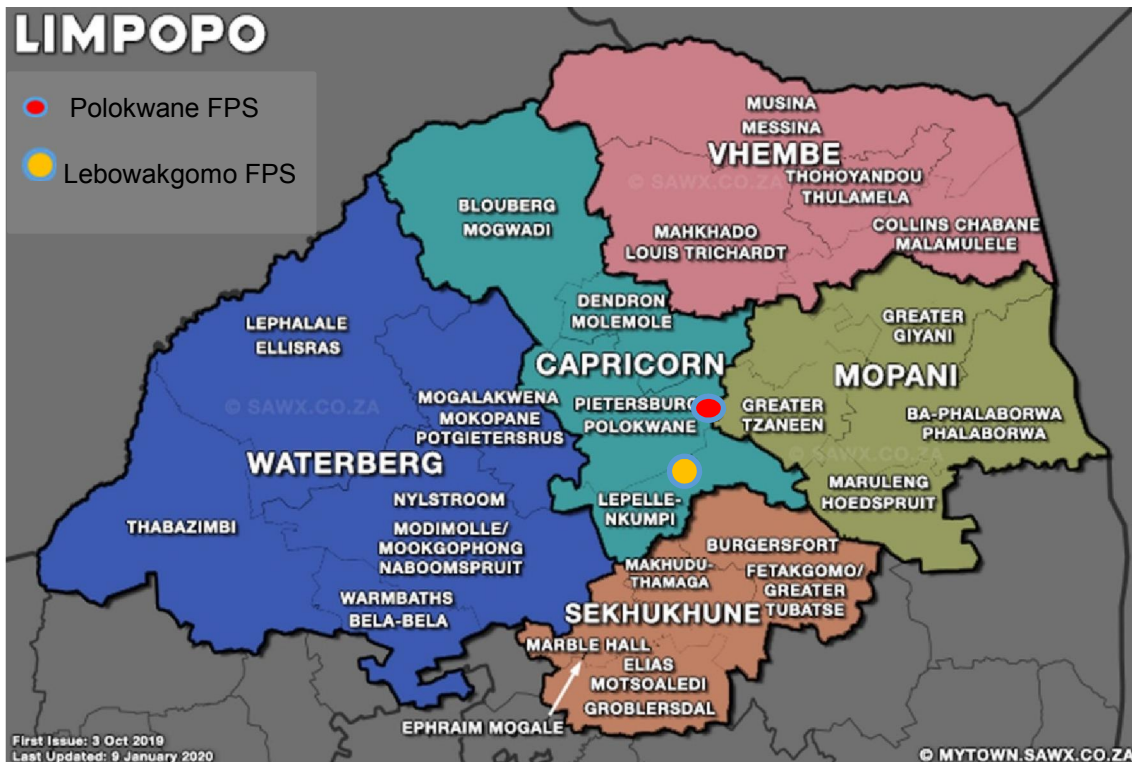 LIMPOPO
Polokwane FPS
Lebowakgomo FPS
MUSINA
MESSINA
VHEMBE
© SAWX.CO.ZA
THOHOYANDOU
THULAMELA
COLLINS CHABANE
MALAMULELE
MAHKHADO
LOUIS TRICHARDT
BLOUBERG
MOGWADI
DENDRON
MOLEMOLE
CAPRICORN
PIETERSBURG
POLOKWANE
LEPELLE-
NKUMPI
GREATER
GIYANI
MOPANI
GREATER
TZANEEN
BA-PHALABORWA
PHALABORWA
© SAWX.CO.ZA
MARULENG
HOEDSPRUIT
LEPHALALE
ELLISRAS
© SAWX.CO.ZA
MOGALAKWENA
MOKOPANE
POTGIETERSRUS
WATERBERG
NYLSTROOM
THABAZIMBI
MODIMOLLE/
MOOKGOPHONG
NABOOMSPRUIT
WARMBATHS
BELA-BELA
BURGERSFORT
MAKHUDU-
THAMAGA
FETAKGOMO/
GREATER
TUBATSE
SEKHUKHUNE
MARBLE HALL
ELIAS
MOTSOALEDI
GROBLERSDAL
EPHRAIM MOGALE
First Issue: 3 Oct 2019
Last Updated: 9 January 2020
© MYTOWN.SAWX.CO.ZA